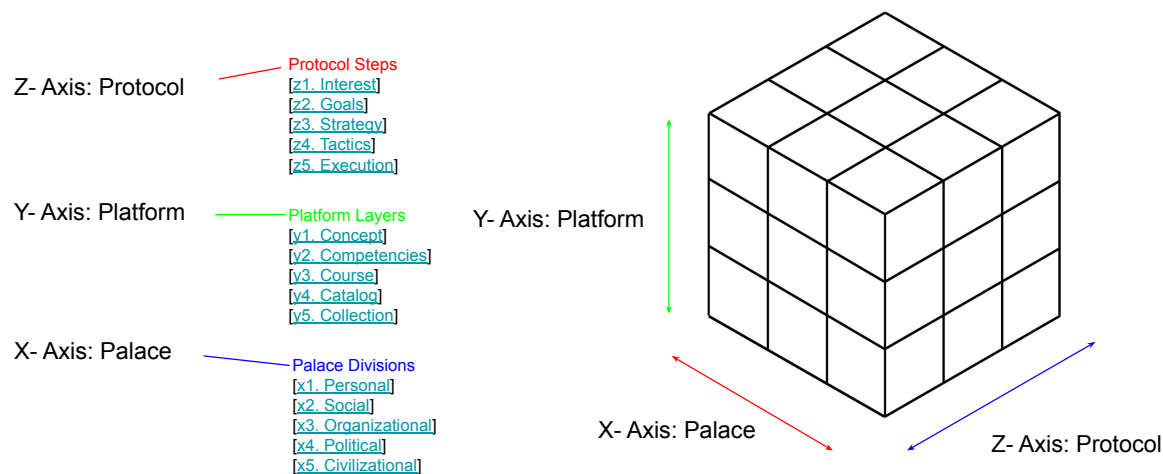 Z- Axis: Protocol
Protocol Steps
[z1. Interest]
[z2. Goals]
[z3. Strategy]
[z4. Tactics]
[z5. Execution]
Y- Axis: Platform
Platform Layers
[y1. Concept]
[y2. Competencies]
[y3. Course]
[y4. Catalog]
[y5. Collection]
X- Axis: Palace
Palace Divisions
[x1. Personal]
[x2. Social]
[x3. Organizational]
[x4. Political]
[x5. Civilizational]
Y- Axis: Platform
X- Axis: Palace
Z- Axis: Protocol